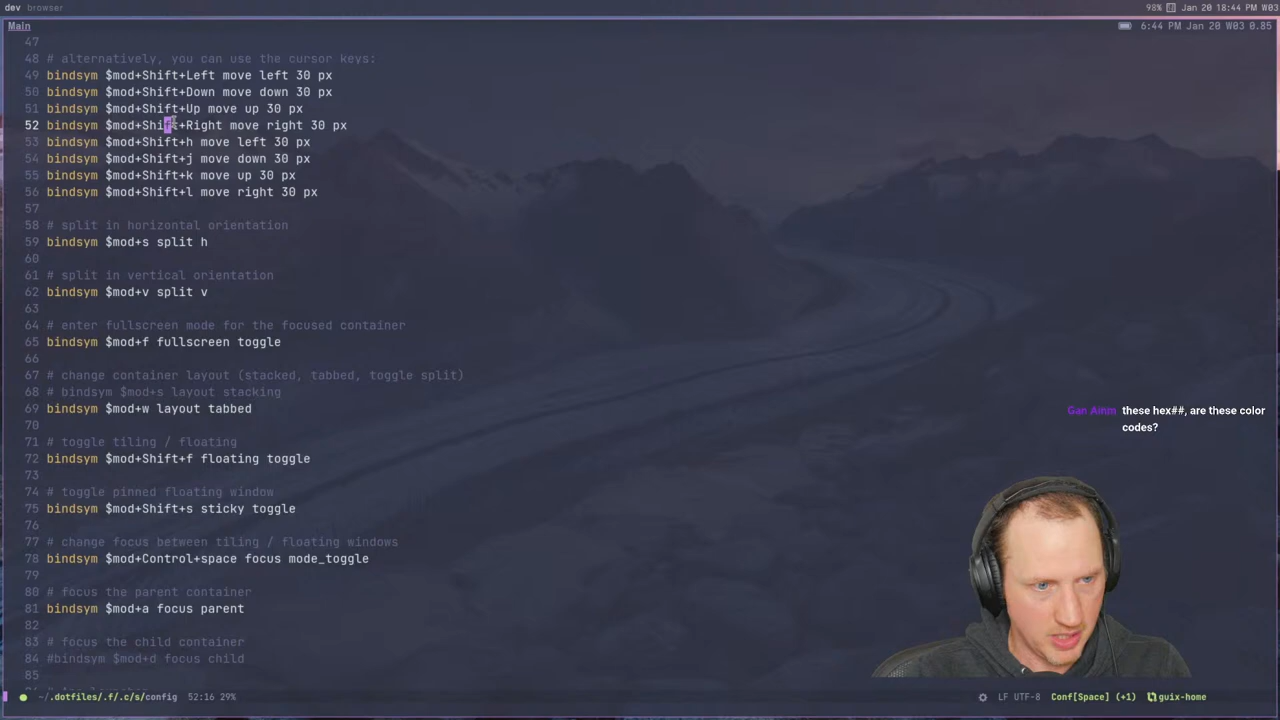 dev browser
98% Jan 20 18:44 PM W03
Main
6:44 PM Jan 20 W03 0.85
47
48 # alternatively, you can use the cursor keys:
49 bindsym $mod+Shift+Left move left 30 px
50 bindsym $mod+Shift+Down move down 30 px
51 bindsym $mod+Shift+Up move up 30 px
52 bindsym $mod+Shift+Right move right 30 px
53 bindsym $mod+Shift+h move left 30 px
54 bindsym $mod+Shift+j move down 30 px
55 bindsym $mod+Shift+k move up 30 px
56 bindsym $mod+Shift+l move right 30 px
57
58 # split in horizontal orientation
59 bindsym $mod+s split h
60
61 # split in vertical orientation
62 bindsym $mod+v split v
63
64 # enter fullscreen mode for the focused container
65 bindsym $mod+f fullscreen toggle
66
67 # change container layout (stacked, tabbed, toggle split)
68 # bindsym $mod+s layout stacking
69 bindsym $mod+w layout tabbed
70
71 # toggle tiling / floating
72 bindsym $mod+Shift+f floating toggle
73
74 # toggle pinned floating window
75 bindsym $mod+Shift+s sticky toggle
76
77 # change focus between tiling / floating windows
78 bindsym $mod+Control+space focus mode_toggle
79
80 # focus the parent container
81 bindsym $mod+a focus parent
82
83 # focus the child container
84 #bindsym $mod+d focus child
85
Gan Ainm these hex##, are these color
codes?
~/.dotfiles/.f/.c/s/config 52:16 29%
LF UTF-8 Conf[Space] (+1) guix-home